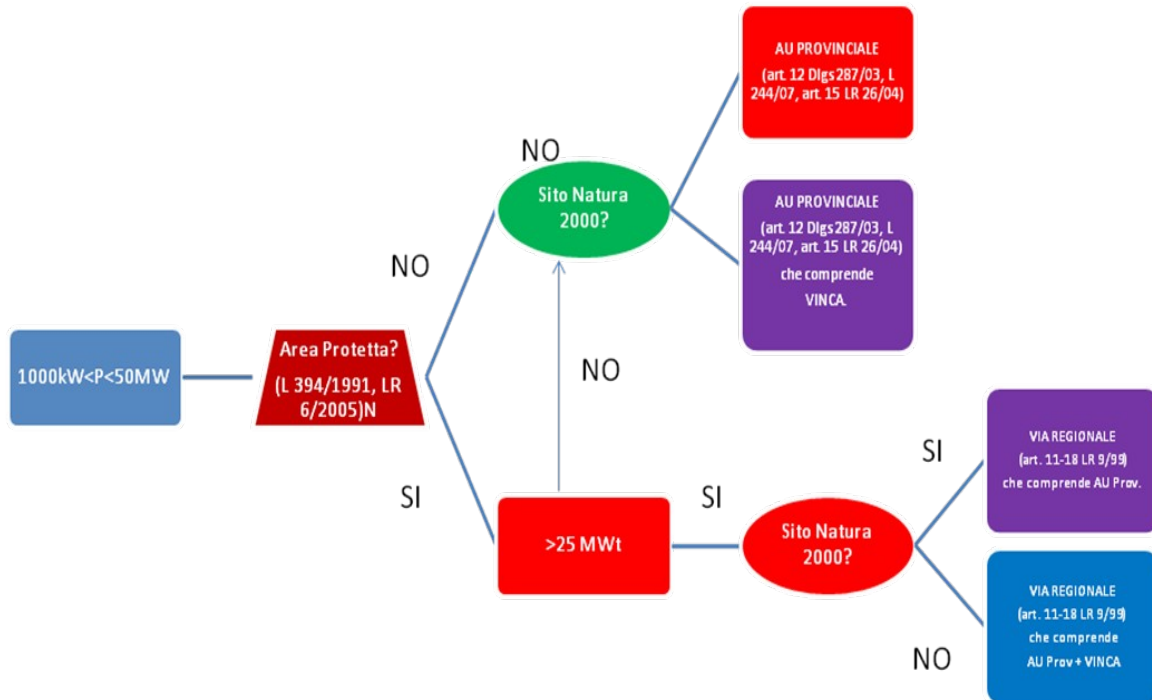 AU PROVINCIALE
(art. 12 Dlgs287/03, L
244/07, art. 15 LR 26/04)
NO
Sito Natura
2000?
AU PROVINCIALE
(art. 12 Dlgs287/03, L
244/07, art. 15 LR 26/04)
che comprende
VINCA.
NO
1000kW<P<50MW
Area Protetta?
(L 394/1991, LR
6/2005)N
NO
SI
>25 MWt
SI
Sito Natura
2000?
SI
VIA REGIONALE
(art. 11-18 LR 9/99)
che comprende AU Prov.
NO
VIA REGIONALE
(art. 11-18 LR 9/99)
che comprende
AU Prov + VINCA